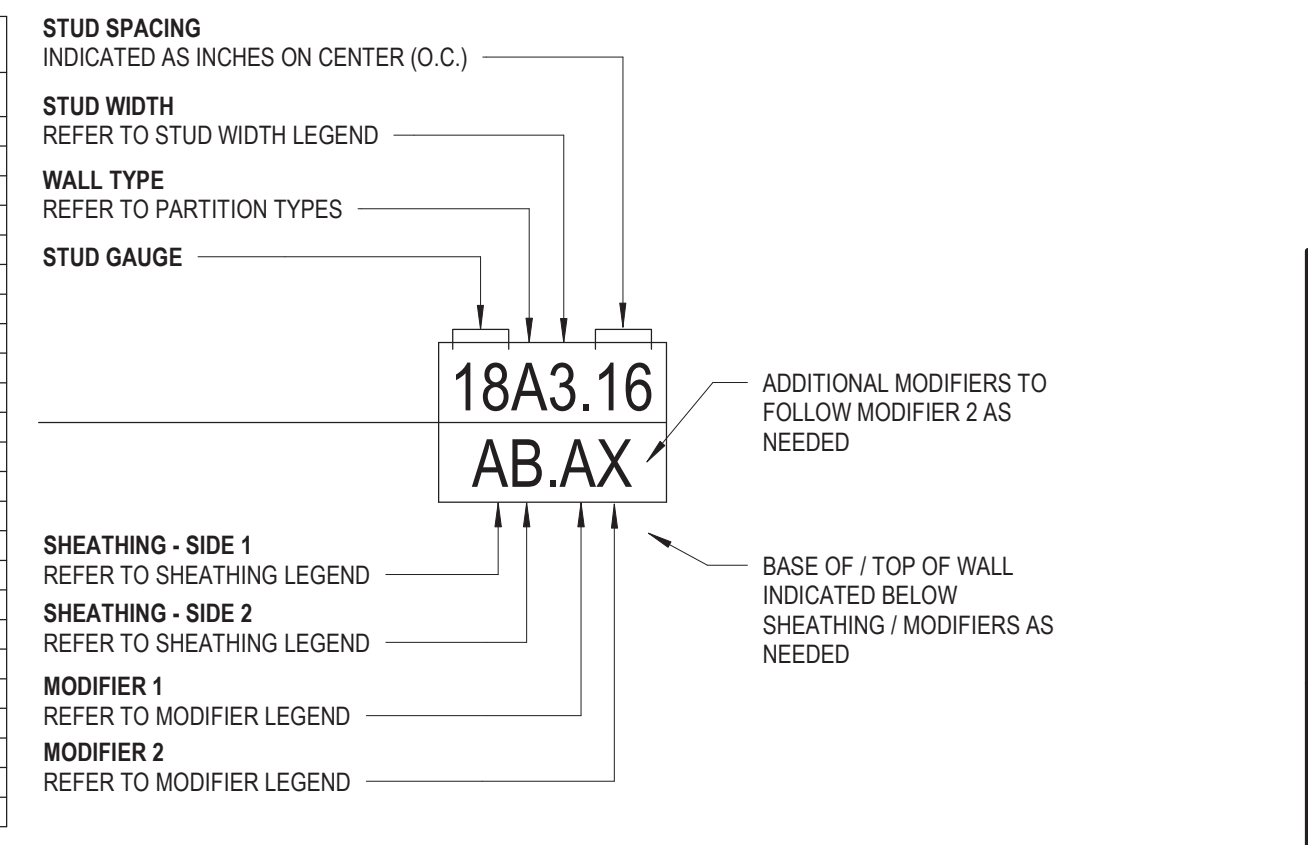 STUD SPACING
INDICATED AS INCHES ON CENTER (O.C.)
STUD WIDTH
REFER TO STUD WIDTH LEGEND
WALL TYPE
REFER TO PARTITION TYPES
STUD GAUGE
18A3.16
AB.AX
ADDITIONAL MODIFIERS TO
FOLLOW MODIFIER 2 AS
NEEDED
SHEATHING - SIDE 1
REFER TO SHEATHING LEGEND
SHEATHING - SIDE 2
REFER TO SHEATHING LEGEND
MODIFIER 1
REFER TO MODIFIER LEGEND
MODIFIER 2
REFER TO MODIFIER LEGEND
BASE OF / TOP OF WALL
INDICATED BELOW
SHEATHING / MODIFIERS AS
NEEDED